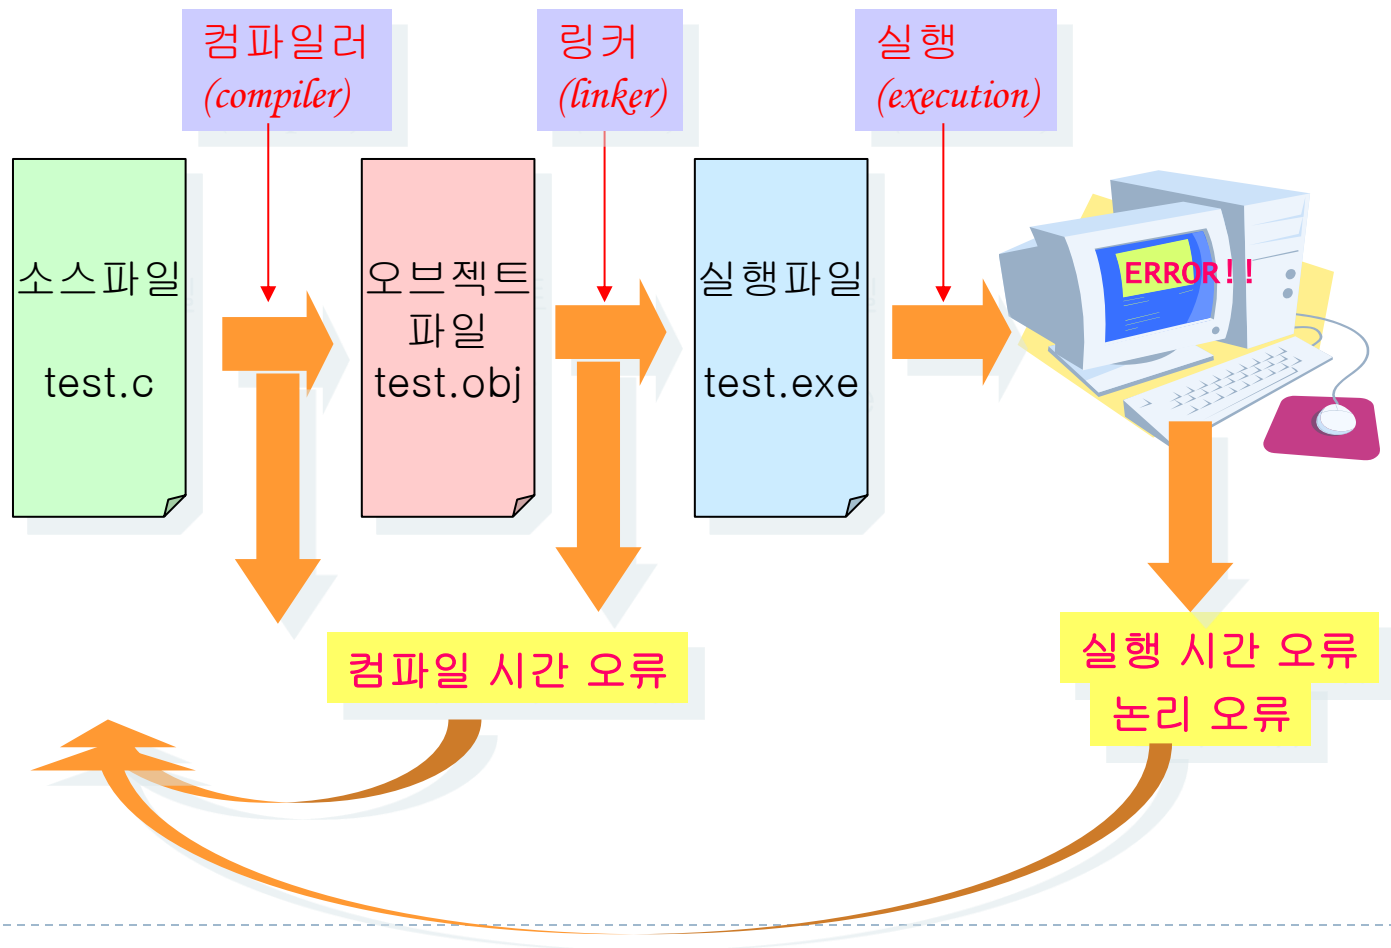 컴파일러
(compiler)
링커
(linker)
실행
(execution)
소스파일
test.c
오브젝트
파일
test.obj
실행파일
test.exe
ERROR!!
컴파일 시간 오류
실행 시간 오류
논리 오류